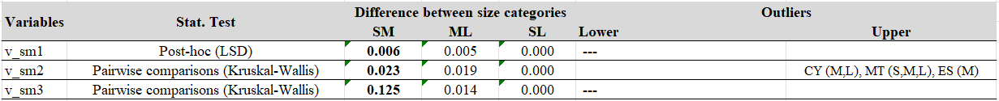 Variables Stat. Test Difference between size categories Outliers
SM ML SL Lower Upper
v_sm1 Post-hoc (LSD) 0.006 0.005 0.000 ---
v_sm2 Pairwise comparisons (Kruskal-Wallis) 0.023 0.019 0.000 CY (M,L), MT (S,M,L), ES (M)
v_sm3 Pairwise comparisons (Kruskal-Wallis) 0.125 0.014 0.000 ---